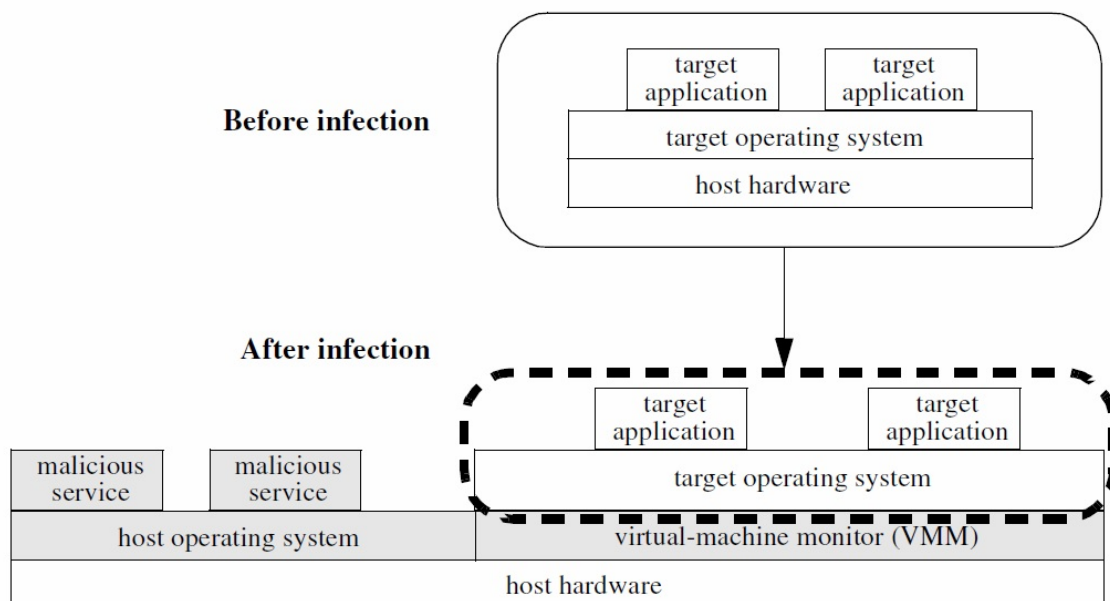 target
application
target
application
Before infection
target operating system
host hardware
After infection
target
application
target
application
malicious
service
malicious
service
target operating system
host operating system
virtual-machine monitor (VMM)
host hardware